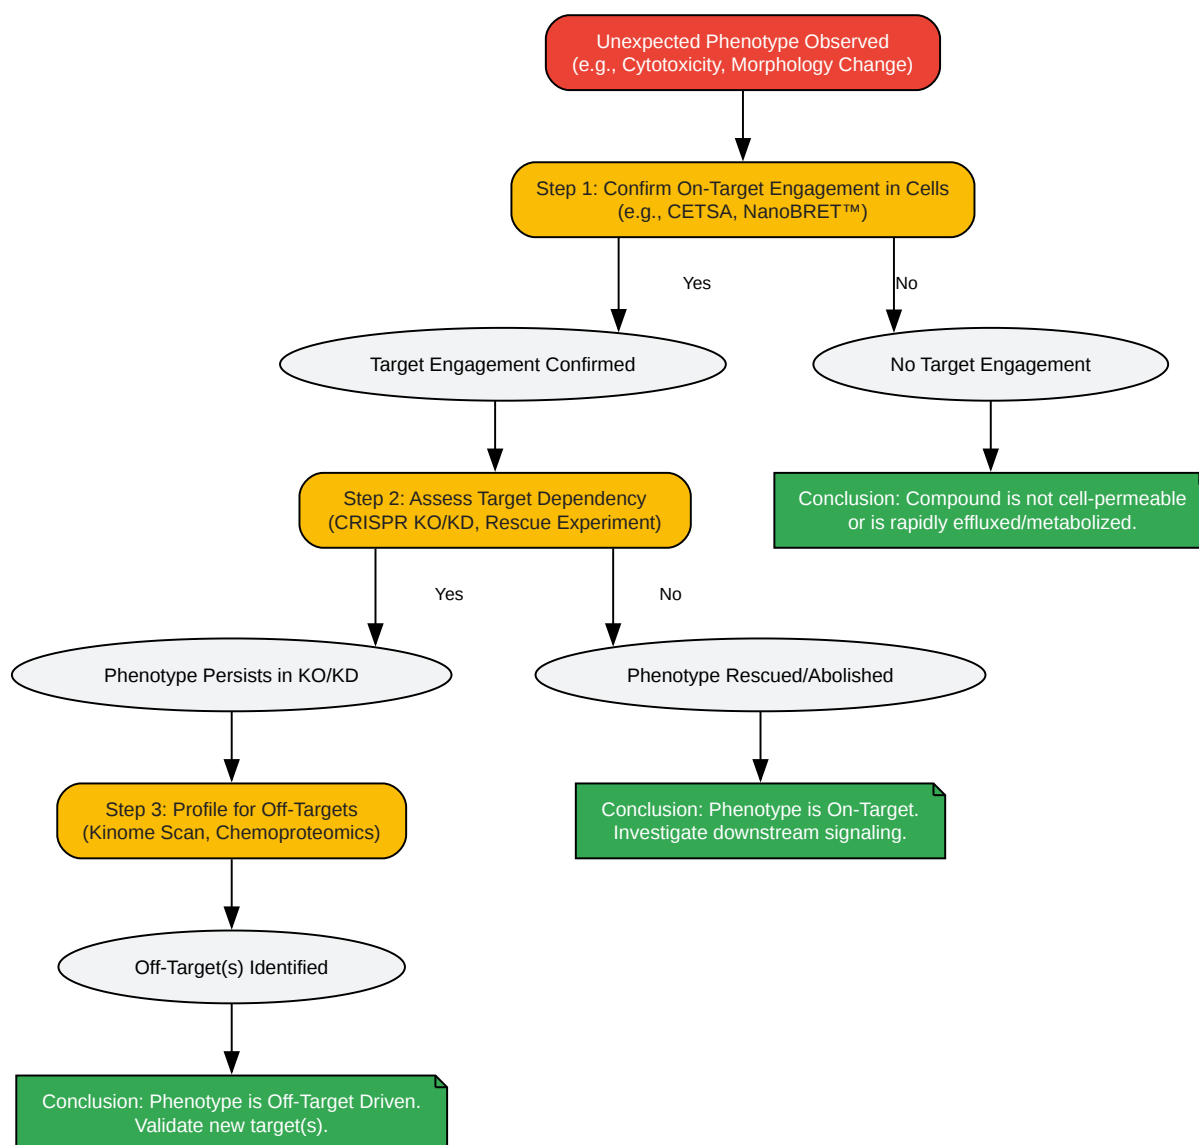 Unexpected Phenotype Observed
(e.g., Cytotoxicity, Morphology Change)
Step 1: Confirm On-Target Engagement in Cells
(e.g., CETSA, NanoBRET™)
Yes
No
Target Engagement Confirmed
No Target Engagement
Step 2: Assess Target Dependency
(CRISPR KO/KD, Rescue Experiment)
Conclusion: Compound is not cell-permeable
or is rapidly effluxed/metabolized.
Yes
No
Phenotype Persists in KO/KD
Phenotype Rescued/Abolished
Step 3: Profile for Off-Targets
(Kinome Scan, Chemoproteomics)
Conclusion: Phenotype is On-Target.
Investigate downstream signaling.
Off-Target(s) Identified
Conclusion: Phenotype is Off-Target Driven.
Validate new target(s).